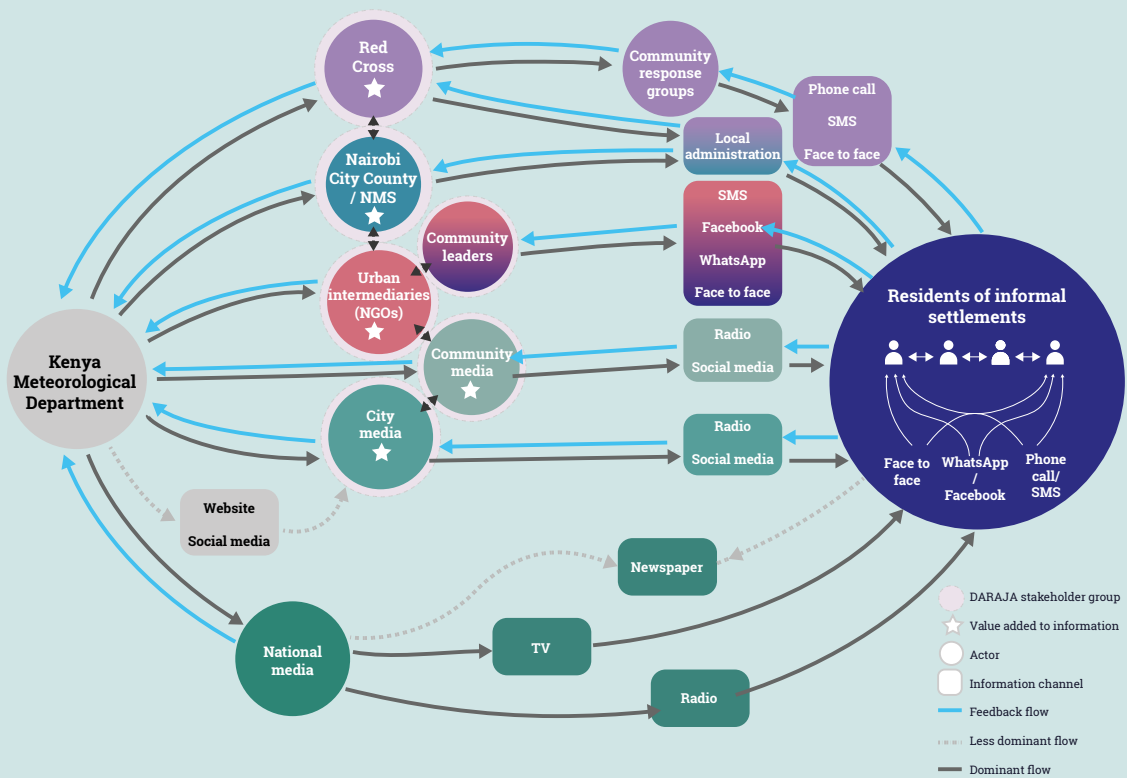 Red
Cross
Community
response
groups
Phone call
SMS
Face to face
Local
administration
Nairobi
City County
/ NMS
SMS
Facebook
WhatsApp
Face to face
Community
leaders
Urban
intermediaries
(NGOs)
Residents of informal
settlements
Kenya
Meteorological
Department
Community
media
Radio
Social media
City
media
Radio
Social media
Face to
face
WhatsApp
/
Facebook
Phone
call/
SMS
Website
Social media
Newspaper
National
media
TV
Radio
DARAJA stakeholder group
Value added to information
Actor
Information channel
Feedback flow
Less dominant flow
Dominant flow